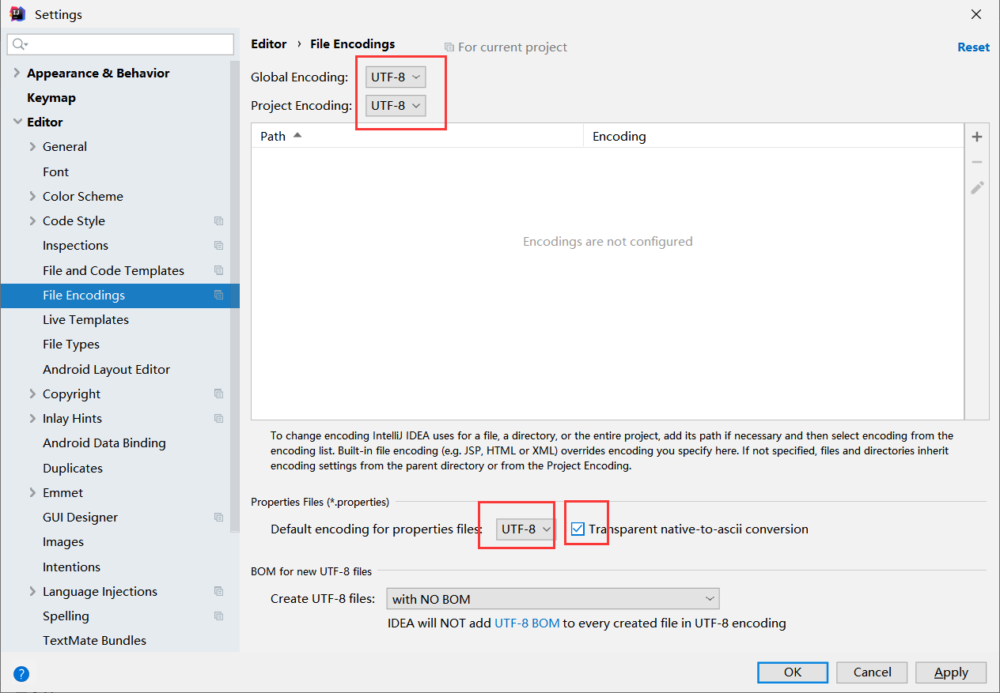 Settings
Editor › File Encodings
For current project
Reset
Appearance & Behavior
Keymap
Editor
General
Font
Color Scheme
Code Style
Inspections
File and Code Templates
File Encodings
Live Templates
File Types
Android Layout Editor
Copyright
Inlay Hints
Android Data Binding
Duplicates
Emmet
GUI Designer
Images
Intentions
Language Injections
Spelling
TextMate Bundles
Global Encoding: UTF-8
Project Encoding: UTF-8
Path Encoding
Encodings are not configured
To change encoding IntelliJ IDEA uses for a file, a directory, or the entire project, add its path if necessary and then select encoding from the
encoding list. Built-in file encoding (e.g. JSP, HTML or XML) overrides encoding you specify here. If not specified, files and directories inherit
encoding settings from the parent directory or from the Project Encoding.
Properties Files (*.properties)
Default encoding for properties files: UTF-8 Transparent native-to-ascii conversion
BOM for new UTF-8 files
Create UTF-8 files: with NO BOM
IDEA will NOT add UTF-8 BOM to every created file in UTF-8 encoding
?
OK Cancel Apply